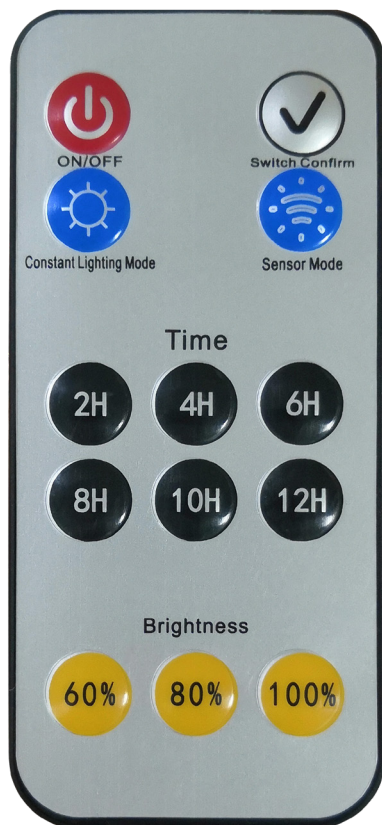 ON/OFF
Switch Confirm
Constant Lighting Mode
Sensor Mode
Time
2H 4H 6H
8H 10H 12H
Brightness
60% 80% 100%